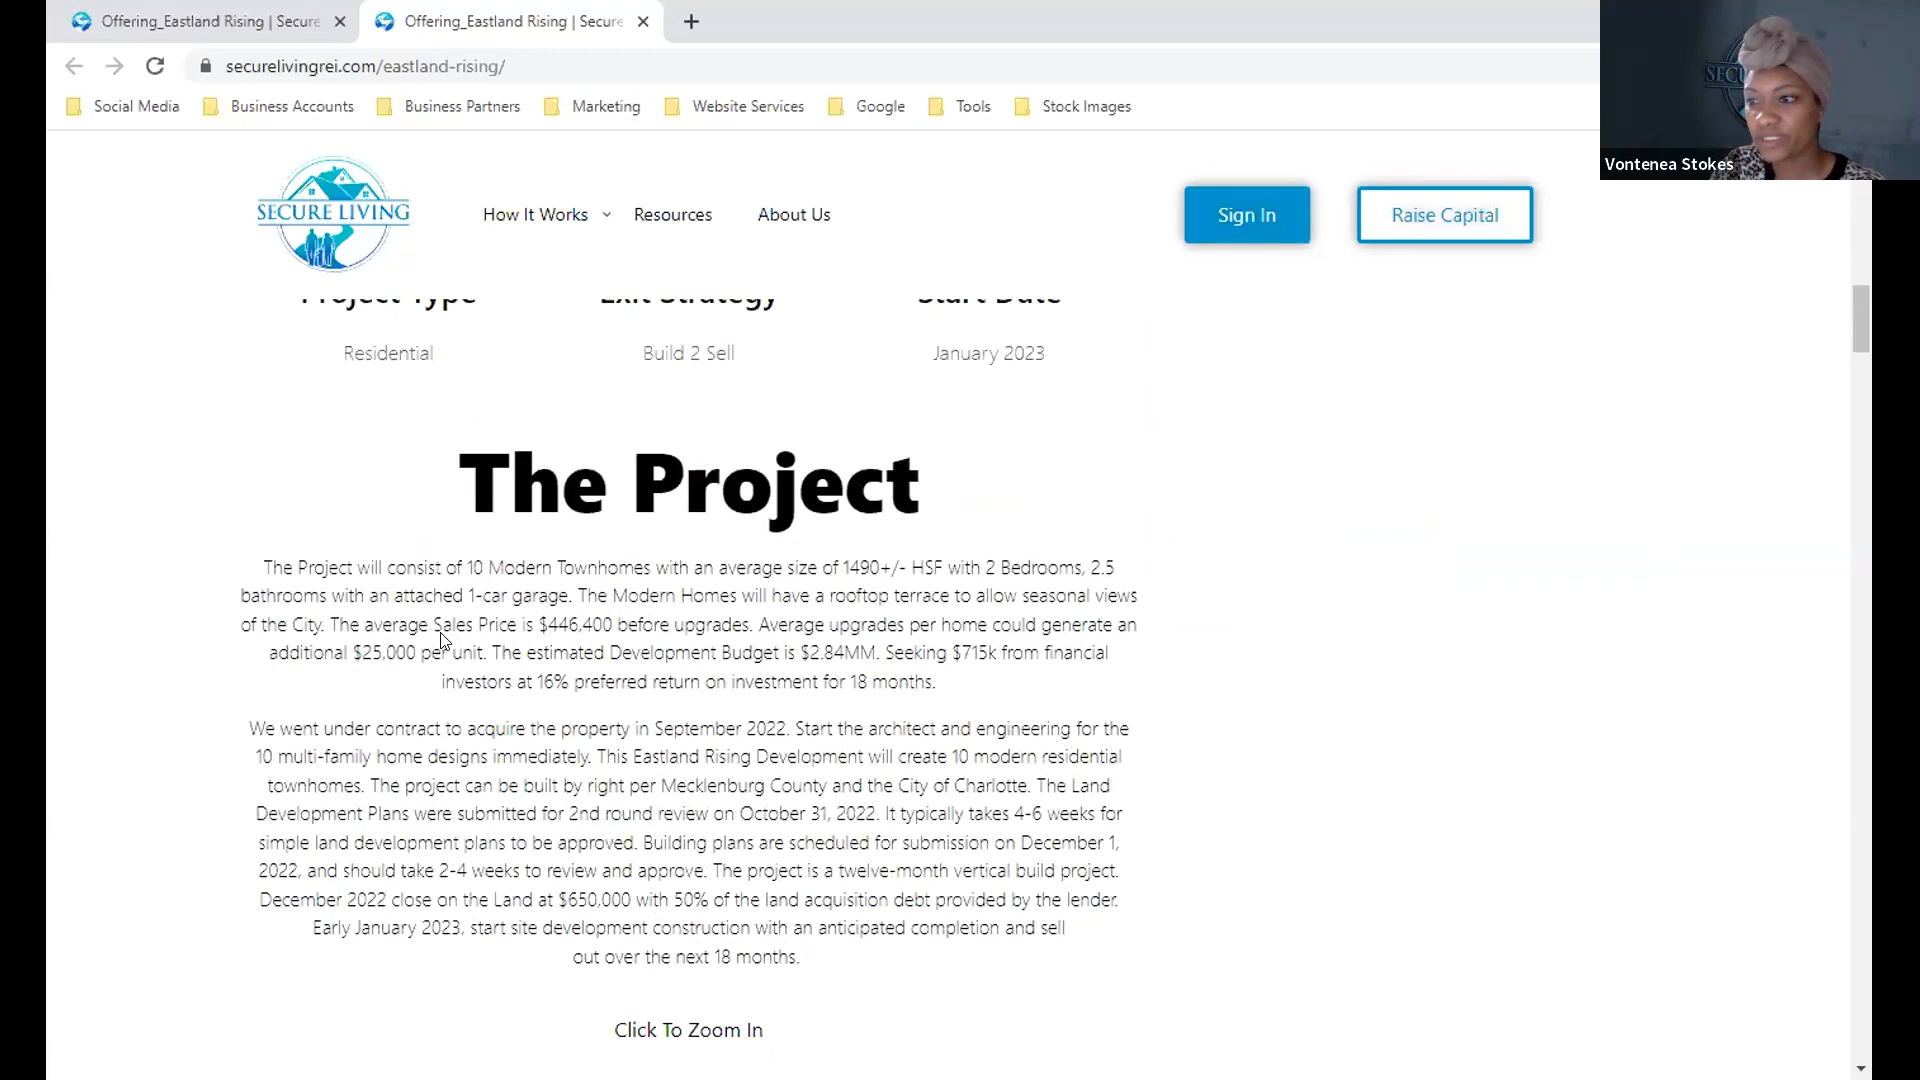 Offering_Eastland Rising | Secure
Offering_Eastland Rising | Secure
securelivingrei.com/eastland-rising/
Social Media
Business Accounts
Business Partners
Marketing
Website Services
Google
Tools
Stock Images
SEC
Vontenea Stokes
SECURE LIVING
How It Works
Resources
About Us
Sign In
Raise Capital
Project Type
Exit Strategy
Start Date
Residential
Build 2 Sell
January 2023
The Project
The Project will consist of 10 Modern Townhomes with an average size of 1490+/- HSF with 2 Bedrooms, 2.5
bathrooms with an attached 1-car garage. The Modern Homes will have a rooftop terrace to allow seasonal views
of the City. The average Sales Price is $446,400 before upgrades. Average upgrades per home could generate an
additional $25,000 per unit. The estimated Development Budget is $2.84MM. Seeking $715k from financial
investors at 16% preferred return on investment for 18 months.
We went under contract to acquire the property in September 2022. Start the architect and engineering for the
10 multi-family home designs immediately. This Eastland Rising Development will create 10 modern residential
townhomes. The project can be built by right per Mecklenburg County and the City of Charlotte. The Land
Development Plans were submitted for 2nd round review on October 31, 2022. It typically takes 4-6 weeks for
simple land development plans to be approved. Building plans are scheduled for submission on December 1,
2022, and should take 2-4 weeks to review and approve. The project is a twelve-month vertical build project.
December 2022 close on the Land at $650,000 with 50% of the land acquisition debt provided by the lender.
Early January 2023, start site development construction with an anticipated completion and sell
out over the next 18 months.
Click To Zoom In